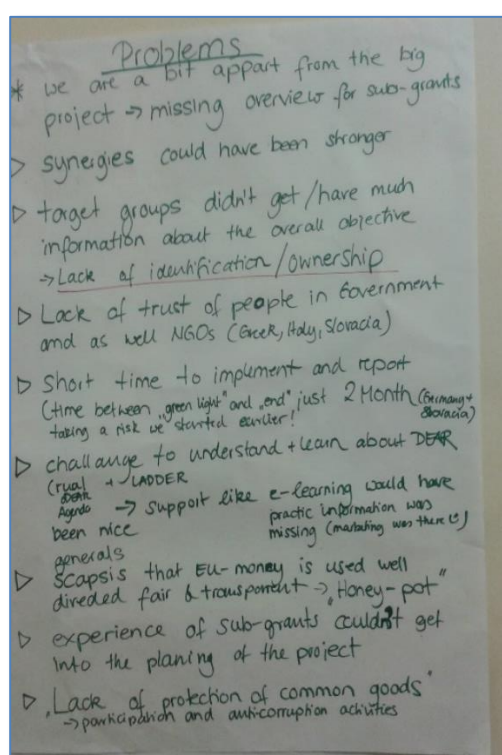 Problems
* we are a bit appart from the big
project → missing overview for sub-grants
▷ synergies could have been stronger
▷ target groups didn't get/have much
information about the overall objective
→ Lack of identification/ownership
▷ Lack of trust of people in Government
and as well NGOs (Greek, Italy, Slovacia)
▷ Short time to implement and report
(time between „green light" and „end" just 2 Month (Germany +
Slovacia)
taking a risk we started earlier!
▷ challange to understand + learn about DEAR
+ LADDER
(rual
Agenda
→ support like e-learning would have
been nice
practic information was
missing (marketing was there ☺)
generals
▷ Scapsis that EU-money is used well
diveded fair & transparent → „Honey-pot"
▷ experience of sub-grants couldn't get
into the planing of the project
▷ „Lack of protection of common goods"
→ participation and anti-corruption activities